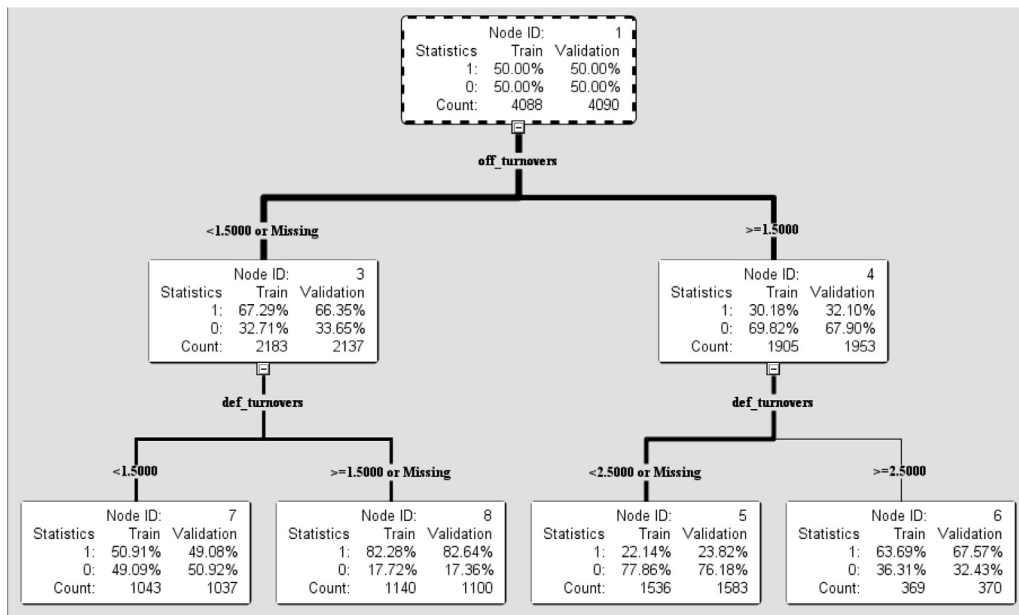 Node ID: 1
Statistics Train Validation
1: 50.00% 50.00%
0: 50.00% 50.00%
Count: 4088 4090
off_turnovers
<1.5000 or Missing
>=1.5000
Node ID: 3
Statistics Train Validation
1: 67.29% 66.35%
0: 32.71% 33.65%
Count: 2183 2137
Node ID: 4
Statistics Train Validation
1: 30.18% 32.10%
0: 69.82% 67.90%
Count: 1905 1953
def_turnovers
def_turnovers
<1.5000
>=1.5000 or Missing
<2.5000 or Missing
>=2.5000
Node ID: 7
Statistics Train Validation
1: 50.91% 49.08%
0: 49.09% 50.92%
Count: 1043 1037
Node ID: 8
Statistics Train Validation
1: 82.28% 82.64%
0: 17.72% 17.36%
Count: 1140 1100
Node ID: 5
Statistics Train Validation
1: 22.14% 23.82%
0: 77.86% 76.18%
Count: 1536 1583
Node ID: 6
Statistics Train Validation
1: 63.69% 67.57%
0: 36.31% 32.43%
Count: 369 370